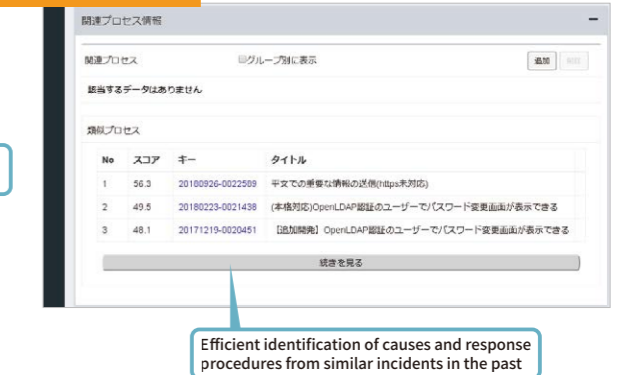 関連プロセス情報
関連プロセス グループ別に表示 追加
該当するデータはありません
類似プロセス
No スコア キー タイトル
1 56.3 20180926-0022589 平文での重要な情報の送信(https未対応)
2 49.5 20180223-0021438 (本格対応)OpenLDAP認証のユーザーでパスワード変更画面が表示できる
3 48.1 20171219-0020451 【追加開発】OpenLDAP認証のユーザーでパスワード変更画面が表示できる
続きを見る
Efficient identification of causes and response
procedures from similar incidents in the past